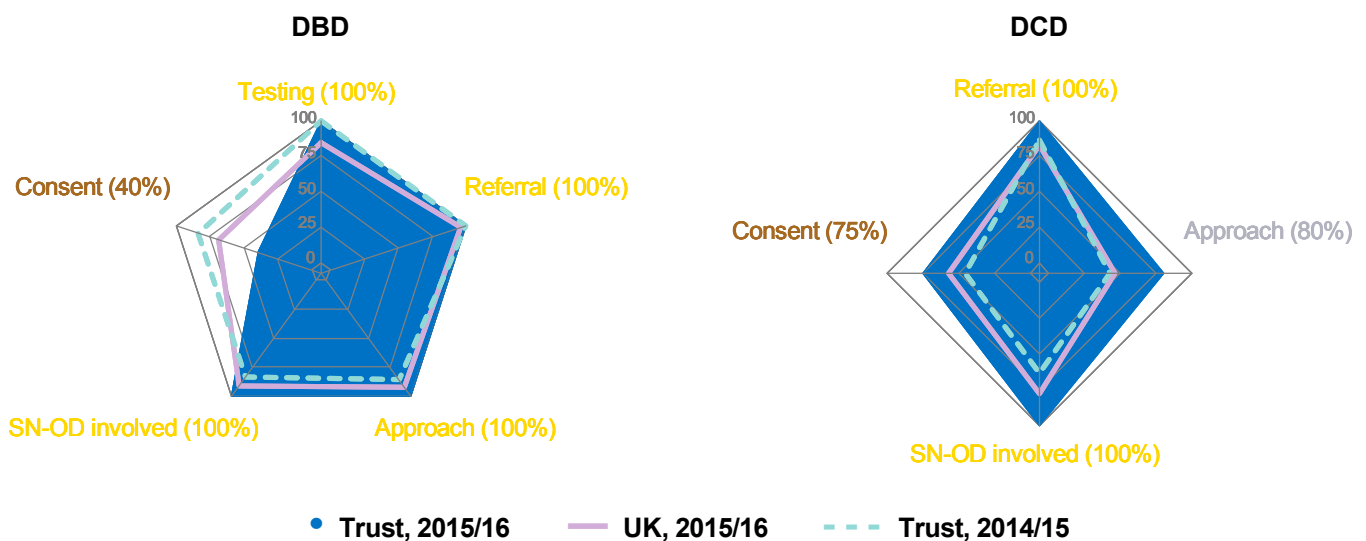 DBD
Testing (100%)
100
75
50
25
0
Consent (40%)
Referral (100%)
SN-OD involved (100%)
Approach (100%)
DCD
Referral (100%)
100
75
50
25
0
Consent (75%)
Approach (80%)
SN-OD involved (100%)
Trust, 2015/16
UK, 2015/16
Trust, 2014/15